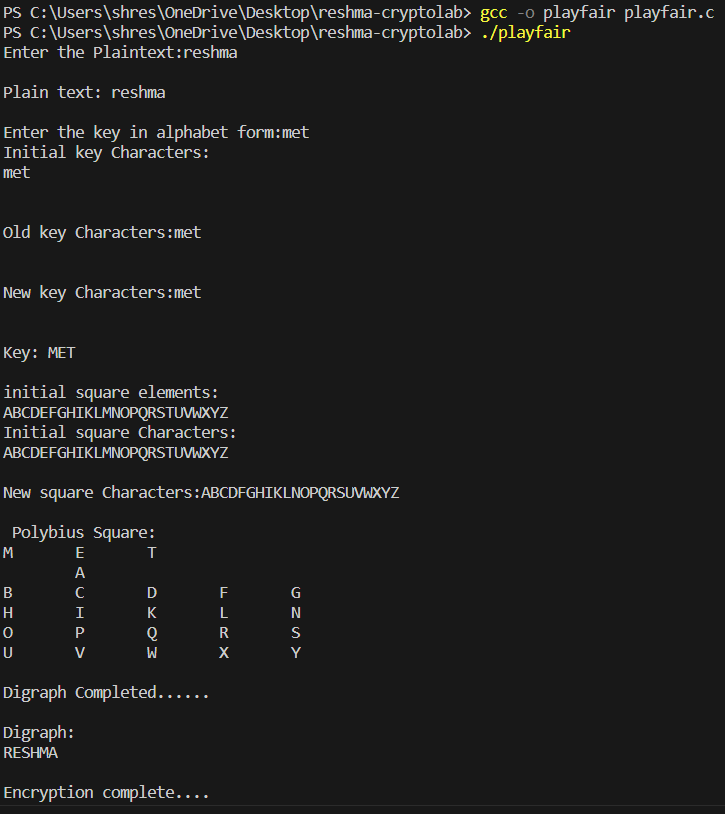 PS C:\Users\shres\OneDrive\Desktop\reshma-cryptolab> gcc -o playfair playfair.c
PS C:\Users\shres\OneDrive\Desktop\reshma-cryptolab> ./playfair
Enter the Plaintext:reshma
Plain text: reshma
Enter the key in alphabet form:met
Initial key Characters:
met
Old key Characters:met
New key Characters:met
Key: MET
initial square elements:
ABCDEFGHIKLMNOPQRSTUVWXYZ
Initial square Characters:
ABCDEFGHIKLMNOPQRSTUVWXYZ
New square Characters:ABCDFGHIKLNOPQRSUVWXYZ
Polybius Square:
M E T
A
B C D F G
H I K L N
O P Q R S
U V W X Y
Digraph Completed......
Digraph:
RESHMA
Encryption complete....